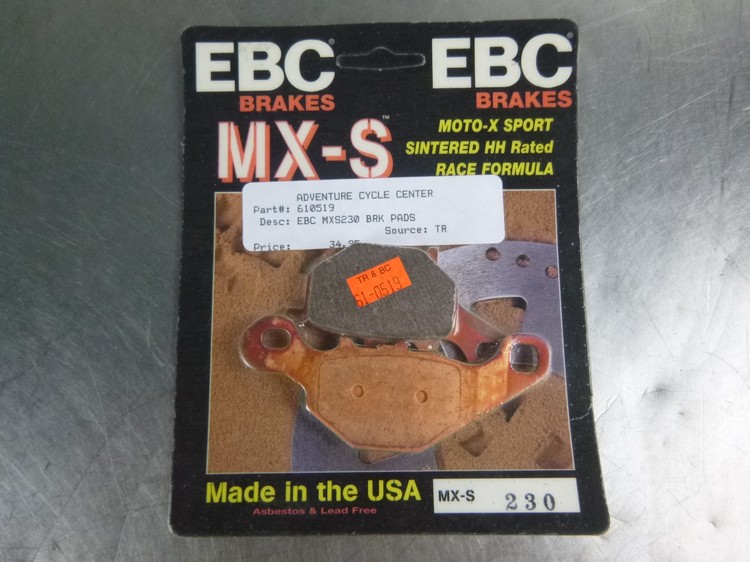 EBC EBC
BRAKES BRAKES
MX-S™
MOTO-X SPORT
SINTERED HH Rated
RACE FORMULA
ADVENTURE CYCLE CENTER
Part#: 610519
Desc: EBC MXS230 BRK PADS
Source: TR
Price:
TR & BC
61-0519
Made in the USA
Asbestos & Lead Free
MX-S 230